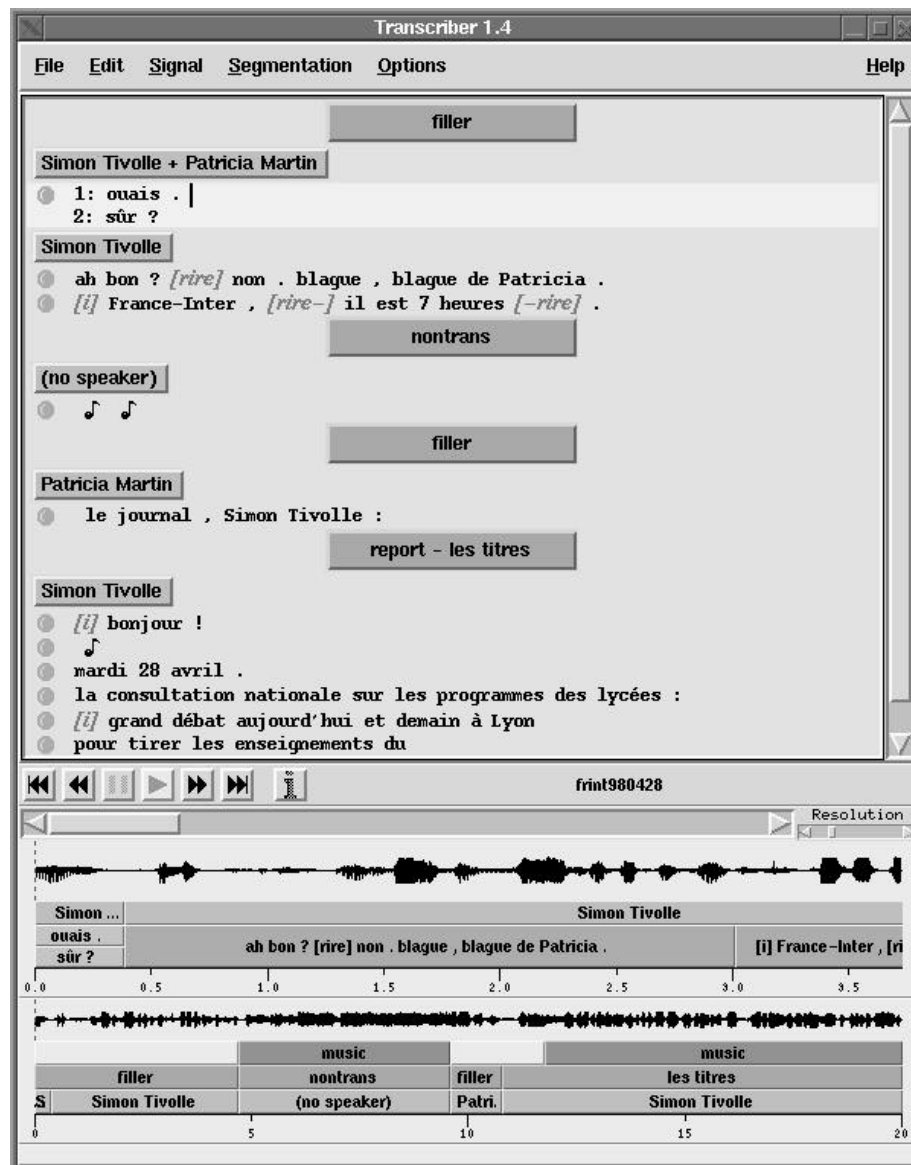 Transcriber 1.4
File Edit Signal Segmentation Options Help
filler
Simon Tivolle + Patricia Martin
1: ouais .
2: sûr ?
Simon Tivolle
ah bon ? [rire] non . blague , blague de Patricia .
[i] France-Inter , [rire-] il est 7 heures [-rire] .
nontrans
(no speaker)
filler
Patricia Martin
le journal , Simon Tivolle :
report - les titres
Simon Tivolle
[i] bonjour !
mardi 28 avril .
la consultation nationale sur les programmes des lycées :
[i] grand débat aujourd'hui et demain à Lyon
pour tirer les enseignements du
i frint980428
Resolution
Simon ... Simon Tivolle
ouais .
sûr ?
ah bon ? [rire] non . blague , blague de Patricia . [i] France-Inter , [ri
0.0 0.5 1.0 1.5 2.0 2.5 3.0 3.5
music music
filler nontrans filler les titres
S Simon Tivolle (no speaker) Patri. Simon Tivolle
0 5 10 15 20